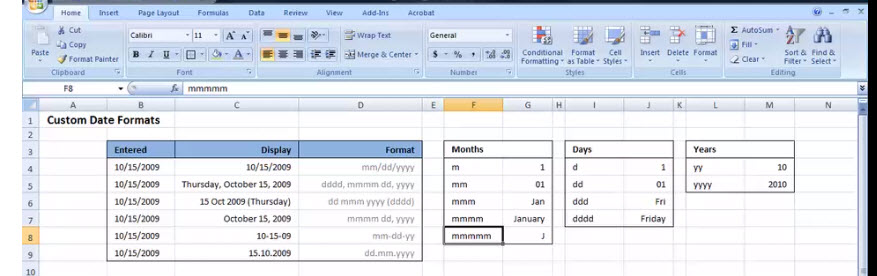 Home Insert Page Layout Formulas Data Review View Add-Ins Acrobat
Cut
Copy
Format Painter
Paste
Calibri 11
Wrap Text
Merge & Center
General
Conditional Formatting
Format as Table
Cell Styles
Insert Delete Format
AutoSum
Fill
Clear
Sort & Filter
Find & Select
Clipboard Font Alignment Number Styles Cells Editing
F8 fx mmmmm
A B C D E F G H I J K L M N
1 Custom Date Formats
2
3 Entered Display Format Months Days Years
4 10/15/2009 10/15/2009 mm/dd/yyyy m 1 d 1 yy 10
5 10/15/2009 Thursday, October 15, 2009 dddd, mmmm dd, yyyy mm 01 dd 01 yyyy 2010
6 10/15/2009 15 Oct 2009 (Thursday) dd mmm yyyy (dddd) mmm Jan ddd Fri
7 10/15/2009 October 15, 2009 mmmm dd, yyyy mmmm January dddd Friday
8 10/15/2009 10-15-09 mm-dd-yy mmmmm J
9 10/15/2009 15.10.2009 dd.mm.yyyy
10